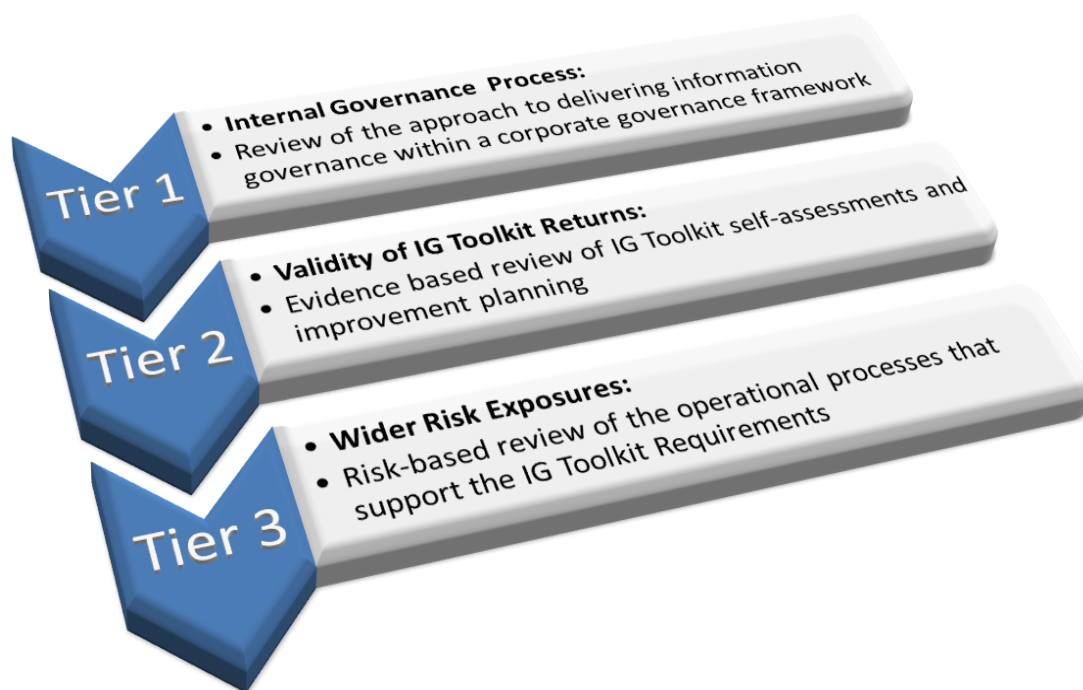 Tier 1
• Internal Governance Process:
• Review of the approach to delivering information
governance within a corporate governance framework
Tier 2
• Validity of IG Toolkit Returns:
• Evidence based review of IG Toolkit self-assessments and
improvement planning
Tier 3
• Wider Risk Exposures:
• Risk-based review of the operational processes that
support the IG Toolkit Requirements